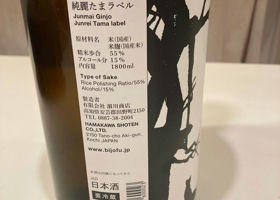 純麗たまラベル
Junmai Ginjo
Junrei Tama label
原材料名 米(国産)
米麹(国産米)
精米歩合 55%
アルコール分 15%
内容量 1800ml
Type of Sake
Rice Polishing Ratio/55%
Alcohol/15%
製造者
有限会社 濵川商店
高知県安芸郡田野町2150
TEL 0887-38-2004
HAMAKAWA SHOTEN
CO.,LTD.
2150 Tano-cho Aki-gun,
Kochi JAPAN
www.bijofu.jp
日本酒
要冷蔵